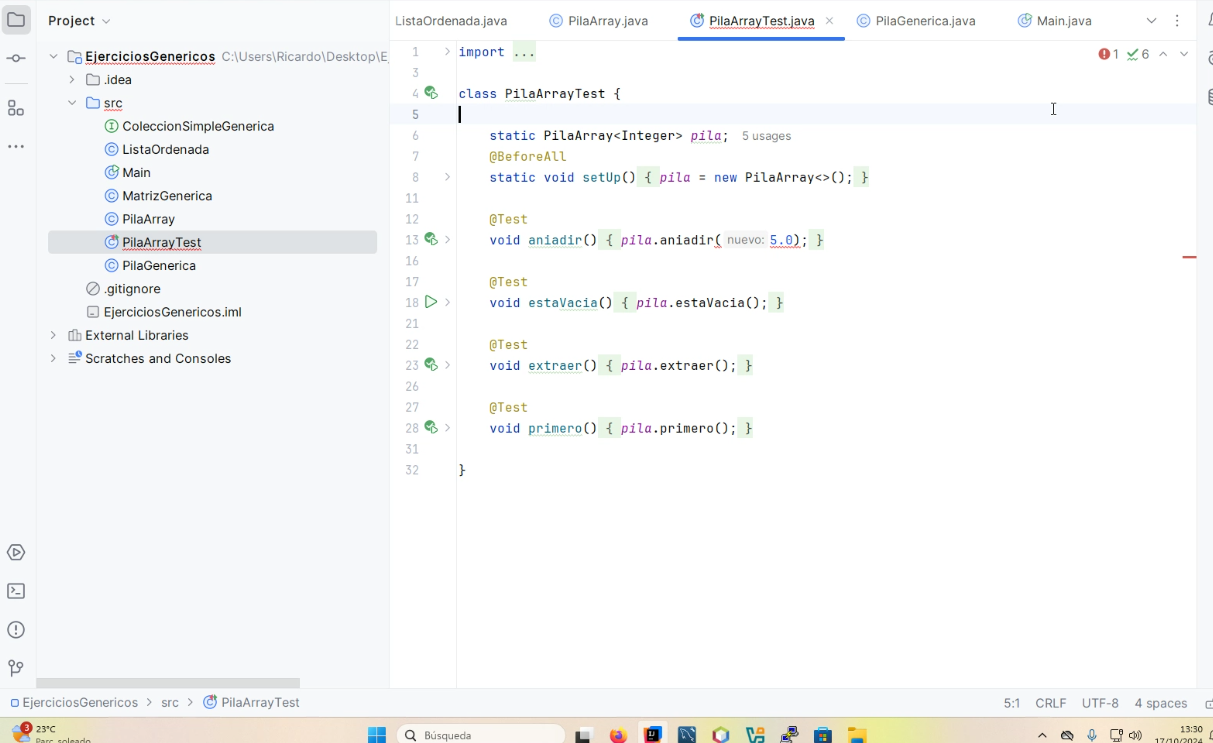 Project
ListaOrdenada.java
PilaArray.java
PilaArrayTest.java
PilaGenerica.java
Main.java
EjerciciosGenericos C:\Users\Ricardo\Desktop\E
.idea
src
ColeccionSimpleGenerica
ListaOrdenada
Main
MatrizGenerica
PilaArray
PilaArrayTest
PilaGenerica
.gitignore
EjerciciosGenericos.iml
External Libraries
Scratches and Consoles
1 import ...
1 6
3
4 class PilaArrayTest {
5
6 static PilaArray<Integer> pila; 5 usages
7 @BeforeAll
8 static void setUp() { pila = new PilaArray<>(); }
11
12 @Test
13 void aniadir() { pila.aniadir( nuevo: 5.0); }
16
17 @Test
18 void estaVacia() { pila.estaVacia(); }
21
22 @Test
23 void extraer() { pila.extraer(); }
26
27 @Test
28 void primero() { pila.primero(); }
31
32 }
EjerciciosGenericos > src > PilaArrayTest
5:1 CRLF UTF-8 4 spaces
3
23°C
Parc. soleado
Búsqueda
13:30
17/10/2024